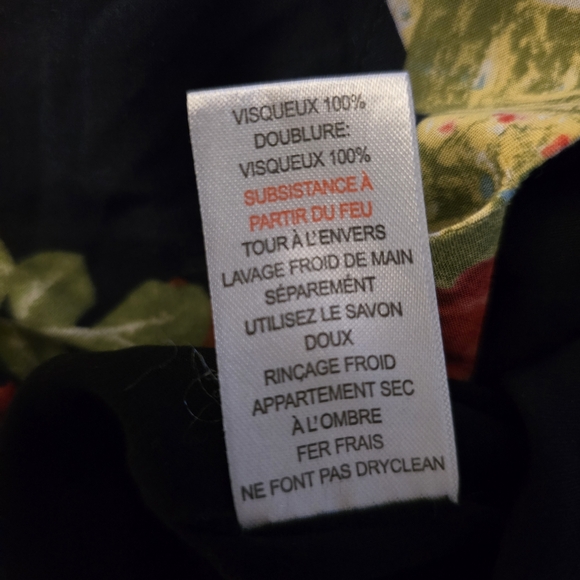 VISQUEUX 100%
DOUBLURE:
VISQUEUX 100%
SUBSISTANCE À
PARTIR DU FEU
TOUR À L'ENVERS
LAVAGE FROID DE MAIN
SÉPAREMÉNT
UTILISEZ LE SAVON
DOUX
RINÇAGE FROID
APPARTEMENT SEC
À L'OMBRE
FER FRAIS
NE FONT PAS DRYCLEAN